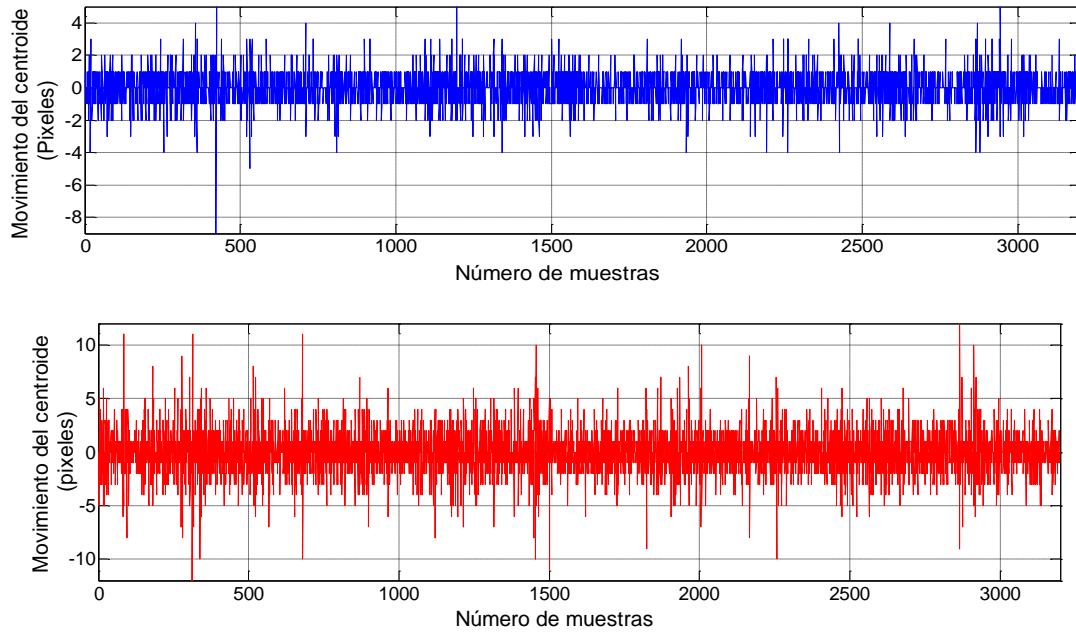 Movimiento del centroide
(Pixeles)
4
2
0
-2
-4
-6
-8
0 500 1000 1500 2000 2500 3000
Número de muestras
Movimiento del centroide
(pixeles)
10
5
0
-5
-10
0 500 1000 1500 2000 2500 3000
Número de muestras